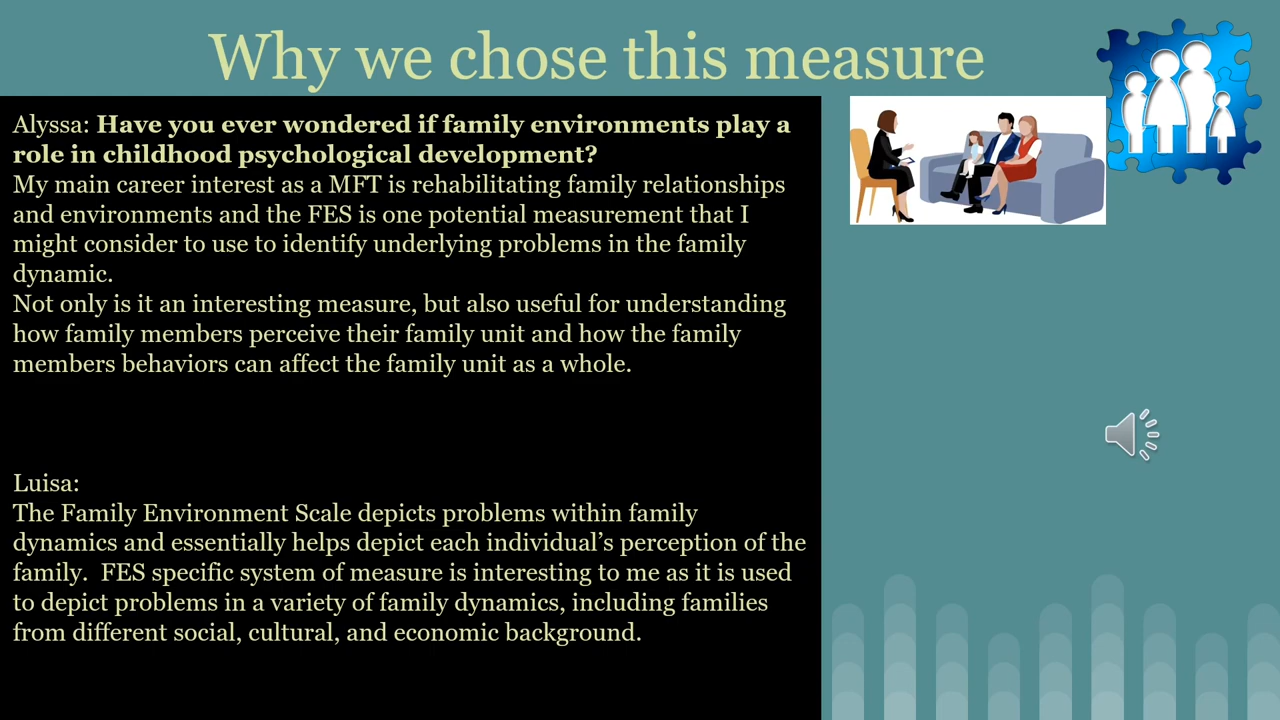 Why we chose this measure
Alyssa: Have you ever wondered if family environments play a
role in childhood psychological development?
My main career interest as a MFT is rehabilitating family relationships
and environments and the FES is one potential measurement that I
might consider to use to identify underlying problems in the family
dynamic.
Not only is it an interesting measure, but also useful for understanding
how family members perceive their family unit and how the family
members behaviors can affect the family unit as a whole.
Luisa:
The Family Environment Scale depicts problems within family
dynamics and essentially helps depict each individual’s perception of the
family.  FES specific system of measure is interesting to me as it is used
to depict problems in a variety of family dynamics, including families
from different social, cultural, and economic background.